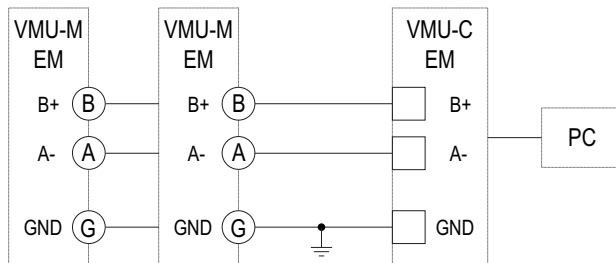 VMU-M
EM
VMU-M
EM
VMU-C
EM
B+ B
B+ B
B+
A- A
A- A
A-
PC
GND G
GND G
GND